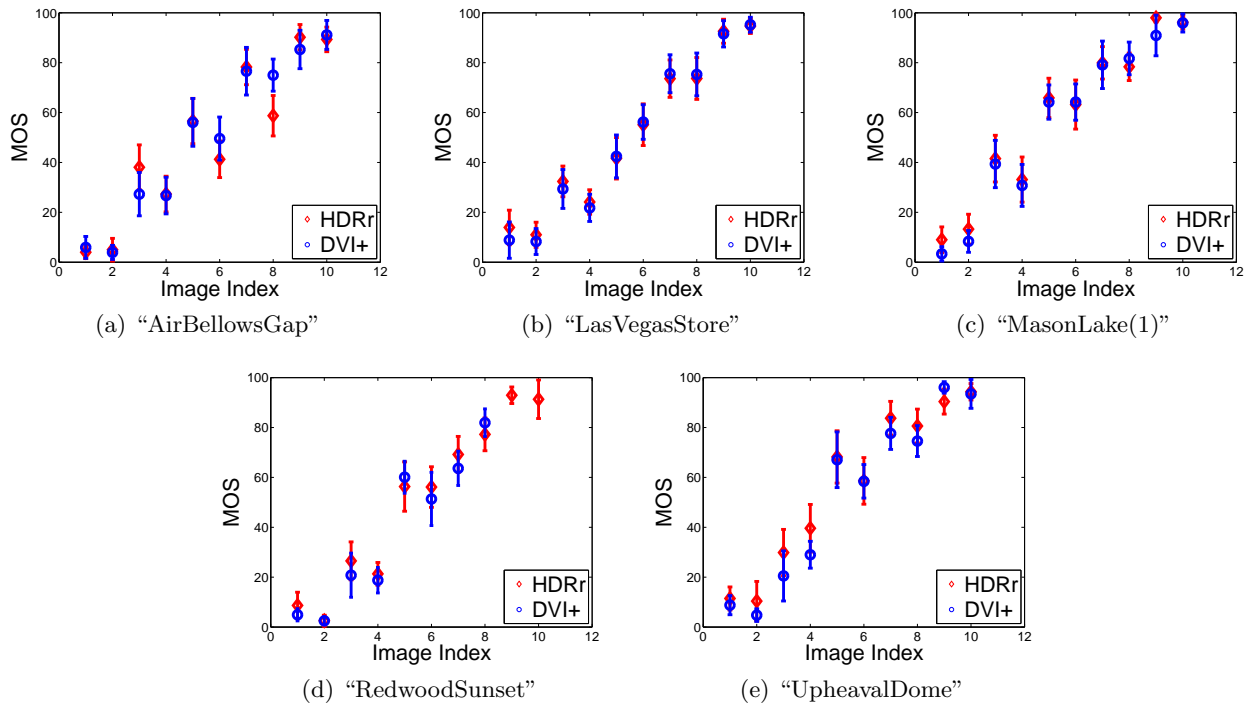 100
80
60
40
20
0
MOS
0 2 4 6 8 10 12
Image Index
HDRr
DVI+
(a) “AirBellowsGap”
100
80
60
40
20
0
MOS
0 2 4 6 8 10 12
Image Index
HDRr
DVI+
(b) “LasVegasStore”
100
80
60
40
20
0
MOS
0 2 4 6 8 10 12
Image Index
HDRr
DVI+
(c) “MasonLake(1)”
100
80
60
40
20
0
MOS
0 2 4 6 8 10 12
Image Index
HDRr
DVI+
(d) “RedwoodSunset”
100
80
60
40
20
0
MOS
0 2 4 6 8 10 12
Image Index
HDRr
DVI+
(e) “UpheavalDome”